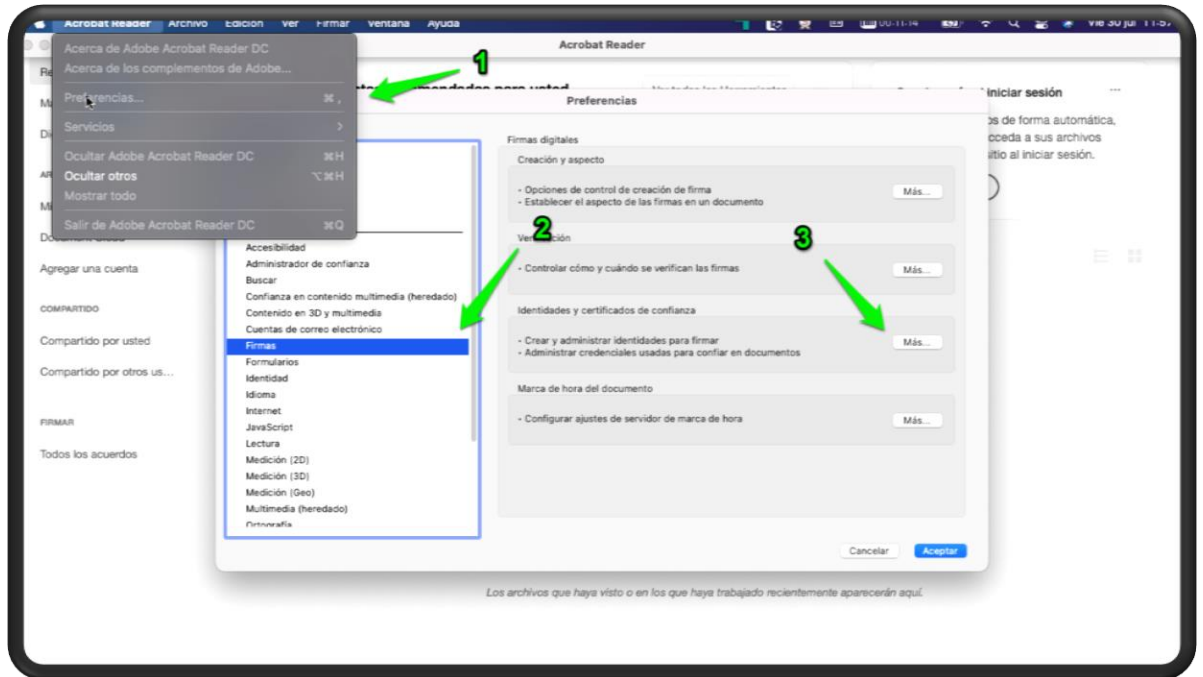 Acrobat Reader Archivo Edición Ver Firmar Ventana Ayuda
00:11:14 Vie 30 jul 11:57
Acrobat Reader
Acerca de Adobe Acrobat Reader DC
Acerca de los complementos de Adobe...
Preferencias... ⌘ ,
Servicios >
Ocultar Adobe Acrobat Reader DC ⌘H
Ocultar otros ⌥⌘H
Mostrar todo
Salir de Adobe Acrobat Reader DC ⌘Q
1
iniciar sesión ...
de forma automática,
acceda a sus archivos
sitio al iniciar sesión.
Agregar una cuenta
COMPARTIDO
Compartido por usted
Compartido por otros us...
FIRMAR
Todos los acuerdos
Preferencias
Accesibilidad
Administrador de confianza
Buscar
Confianza en contenido multimedia (heredado)
Contenido en 3D y multimedia
Cuentas de correo electrónico
Firmas
Formularios
Identidad
Idioma
Internet
JavaScript
Lectura
Medición (2D)
Medición (3D)
Medición (Geo)
Multimedia (heredado)
Ortografía
2
Firmas digitales
Creación y aspecto
- Opciones de control de creación de firma
- Establecer el aspecto de las firmas en un documento
Más...
Verificación
3
- Controlar cómo y cuándo se verifican las firmas
Más...
Identidades y certificados de confianza
- Crear y administrar identidades para firmar
- Administrar credenciales usadas para confiar en documentos
Más...
Marca de hora del documento
- Configurar ajustes de servidor de marca de hora
Más...
Cancelar Aceptar
Los archivos que haya visto o en los que haya trabajado recientemente aparecerán aquí.